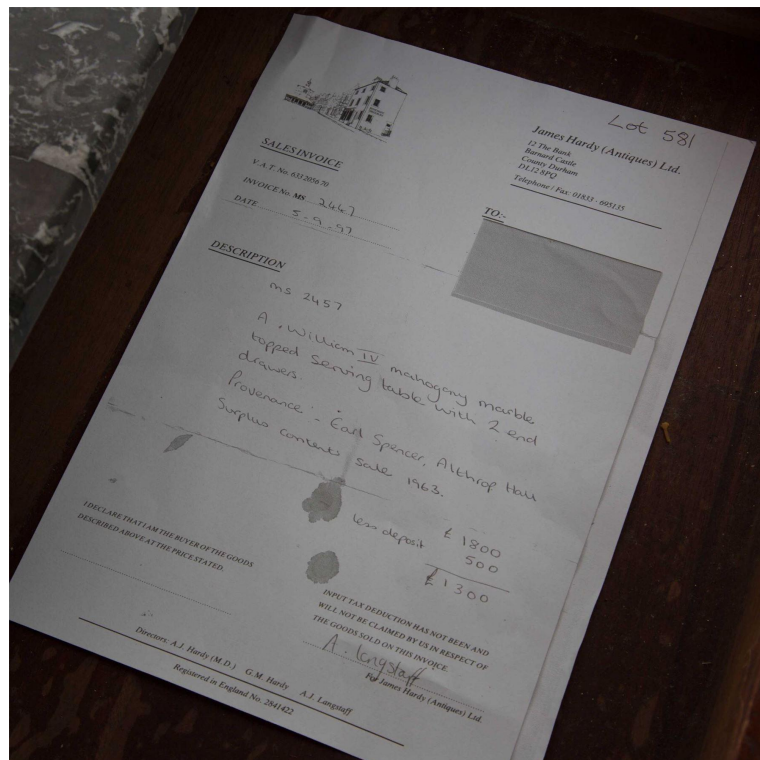 Lot 581
James Hardy (Antiques) Ltd.
12 The Bank
Barnard Castle
County Durham
DL12 8PQ
Telephone / Fax: 01833 - 695135
SALES INVOICE
V.A.T. No. 633 2056 76
INVOICE No. MS 2447
DATE 5-9-97
TO:-
DESCRIPTION
MS 2457
A. William IV mahogany marble
topped serving table with 2 end
drawers.
Provenance :- Earl Spencer, Althrop Hall
Surplus contents sale 1963.
£ 1800
less deposit 500
£ 1300
I DECLARE THAT I AM THE BUYER OF THE GOODS
DESCRIBED ABOVE AT THE PRICE STATED.
INPUT TAX DEDUCTION HAS NOT BEEN AND
WILL NOT BE CLAIMED BY US IN RESPECT OF
THE GOODS SOLD ON THIS INVOICE
A. Langstaff
For James Hardy (Antiques) Ltd.
Directors. A.J. Hardy (M.D.) G.M. Hardy A.J. Langstaff
Registered in England No. 2841422